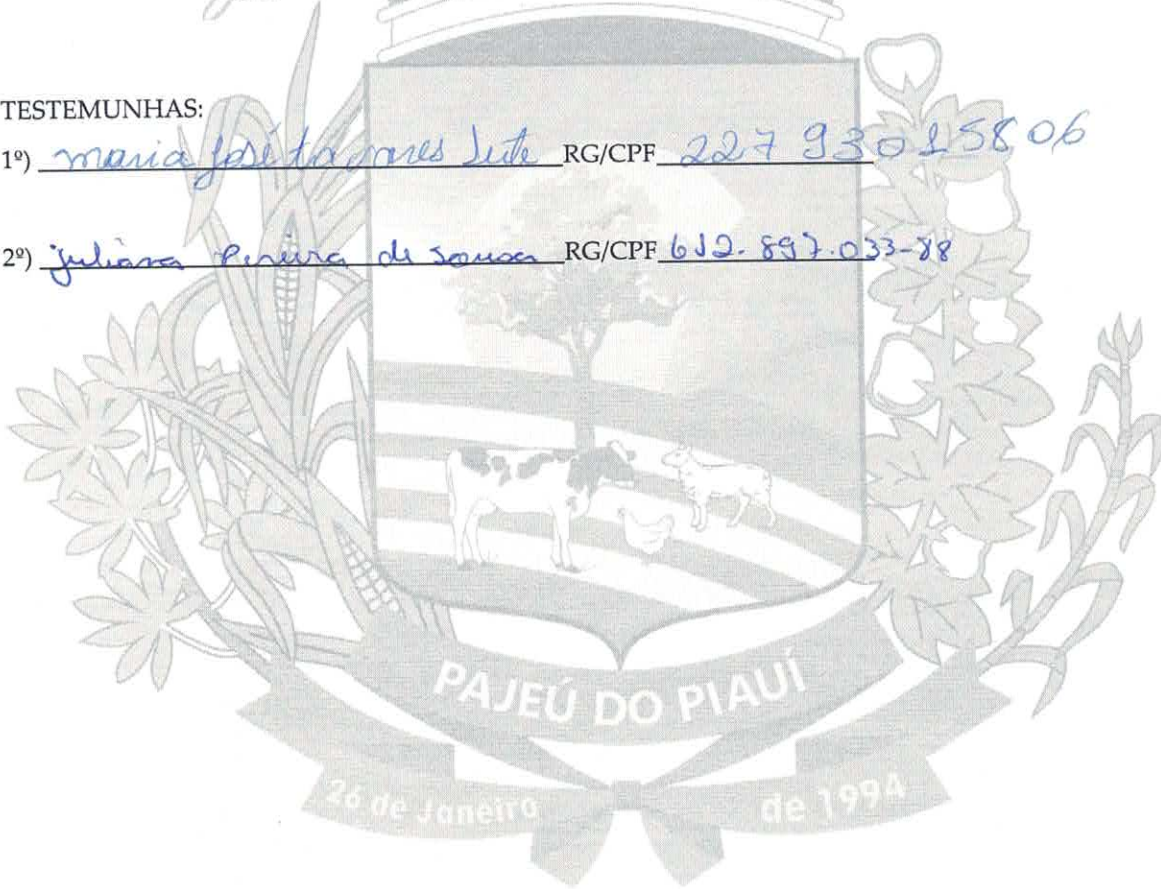 TESTEMUNHAS:
1º) maria josé tavares Leite RG/CPF 227 930 158 06
2º) juliana Pereira de Sousa RG/CPF 612.897.033-88
PAJEÚ DO PIAUÍ
26 de Janeiro de 1994